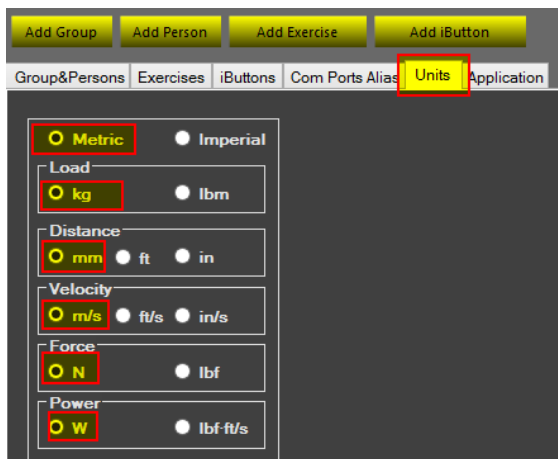 Add Group Add Person Add Exercise Add iButton
Group&Persons Exercises iButtons Com Ports Alias Units Application
Metric Imperial
Load
kg lbm
Distance
mm ft in
Velocity
m/s ft/s in/s
Force
N lbf
Power
W lbf·ft/s